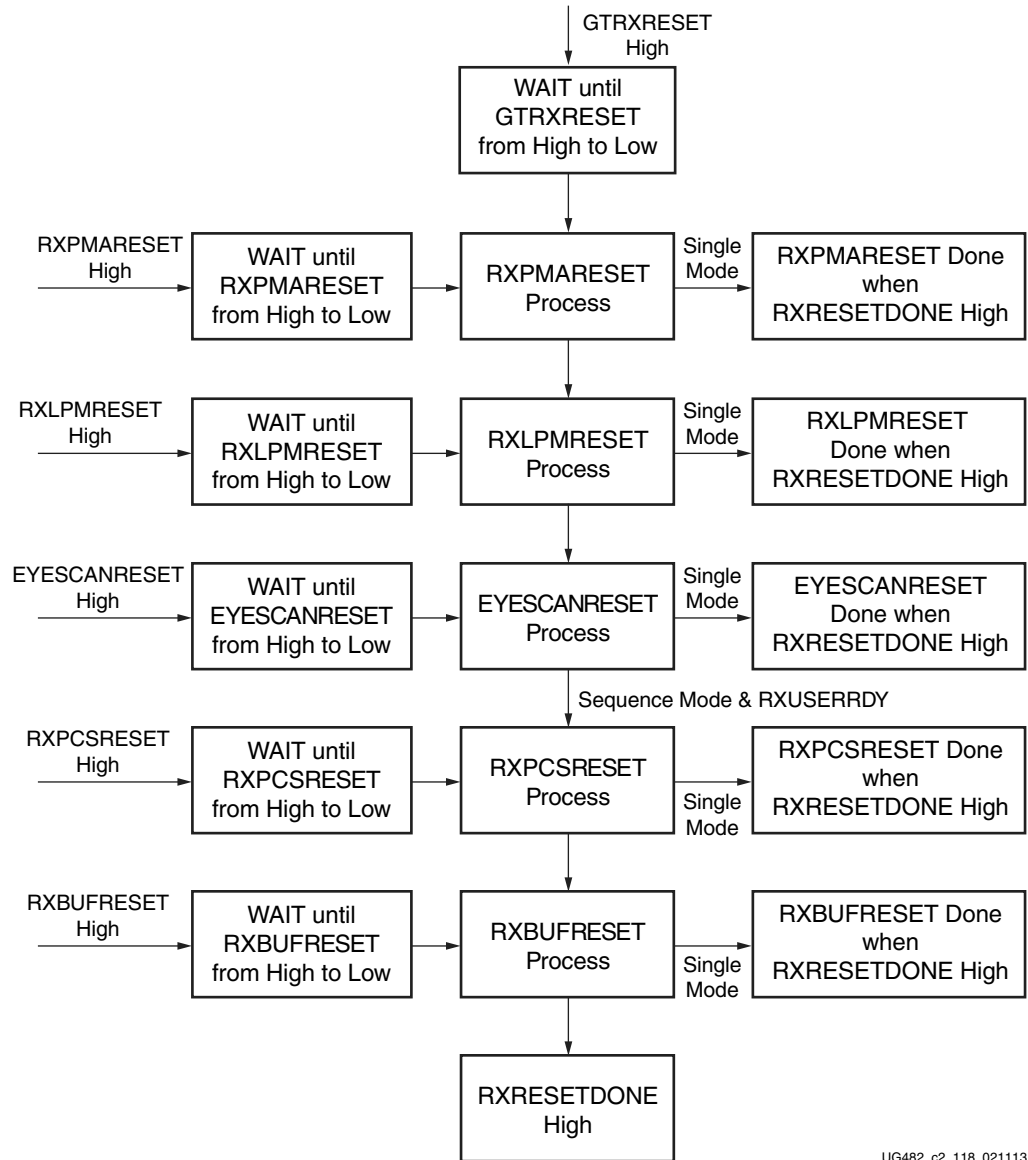 GTRXRESET
High
WAIT until
GTRXRESET
from High to Low
RXPMARESET
High
WAIT until
RXPMARESET
from High to Low
RXPMARESET
Process
Single
Mode
RXPMARESET Done
when
RXRESETDONE High
RXLPMRESET
High
WAIT until
RXLPMRESET
from High to Low
RXLPMRESET
Process
Single
Mode
RXLPMRESET
Done when
RXRESETDONE High
EYESCANRESET
High
WAIT until
EYESCANRESET
from High to Low
EYESCANRESET
Process
Single
Mode
EYESCANRESET
Done when
RXRESETDONE High
Sequence Mode & RXUSERRDY
RXPCSRESET
High
WAIT until
RXPCSRESET
from High to Low
RXPCSRESET
Process
Single
Mode
RXPCSRESET Done
when
RXRESETDONE High
RXBUFRESET
High
WAIT until
RXBUFRESET
from High to Low
RXBUFRESET
Process
Single
Mode
RXBUFRESET Done
when
RXRESETDONE High
RXRESETDONE
High
UG482_c2_118_021113